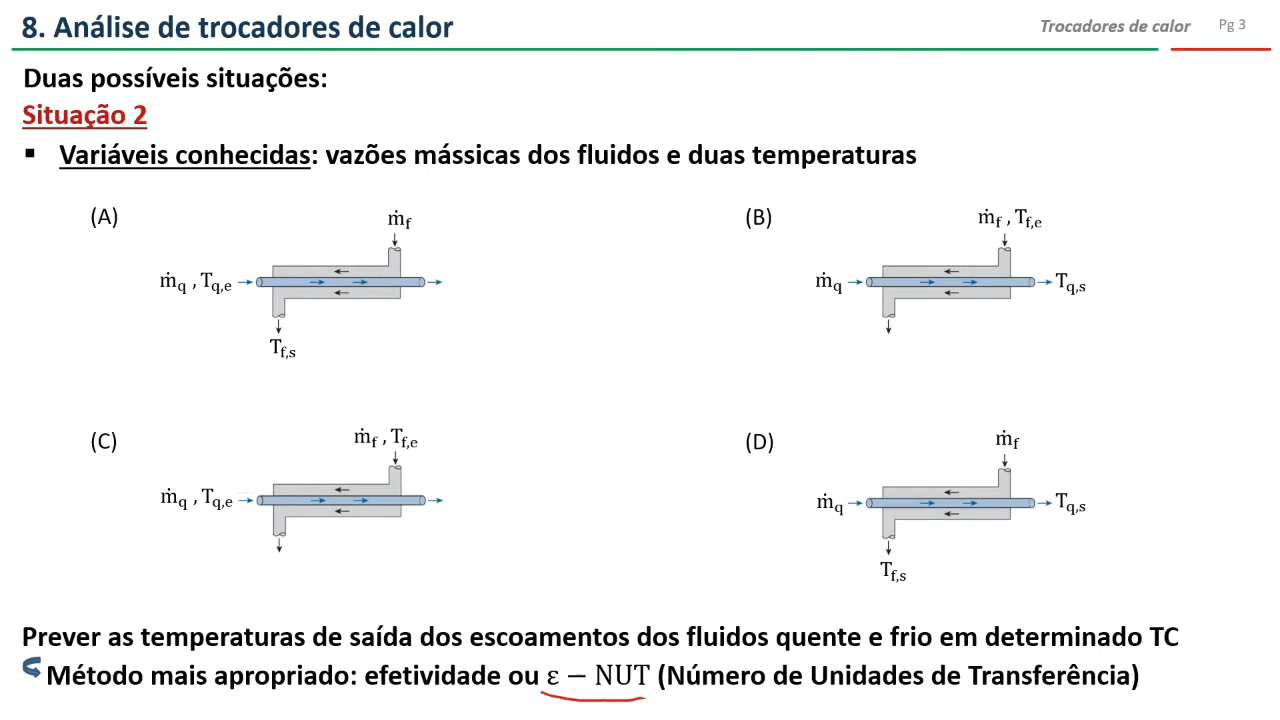 8. Análise de trocadores de calor
Trocadores de calor Pg 3
Duas possíveis situações:
Situação 2
▪ Variáveis conhecidas: vazões mássicas dos fluidos e duas temperaturas
(A)
ṁf
ṁq , Tq,e
Tf,s
(B)
ṁf , Tf,e
ṁq
Tq,s
(C)
ṁf , Tf,e
ṁq , Tq,e
(D)
ṁf
ṁq
Tq,s
Tf,s
Prever as temperaturas de saída dos escoamentos dos fluidos quente e frio em determinado TC
Método mais apropriado: efetividade ou ε − NUT (Número de Unidades de Transferência)